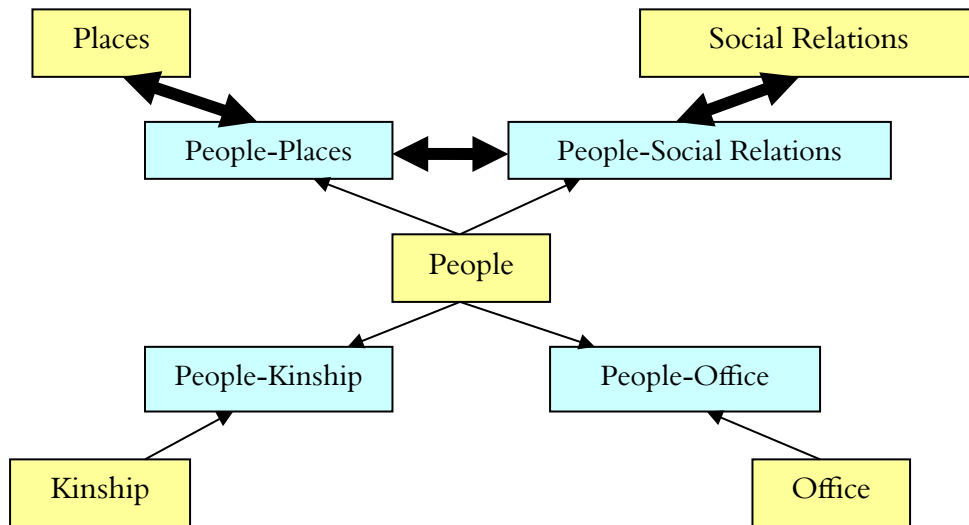 Places
Social Relations
People-Places
People-Social Relations
People
People-Kinship
People-Office
Kinship
Office